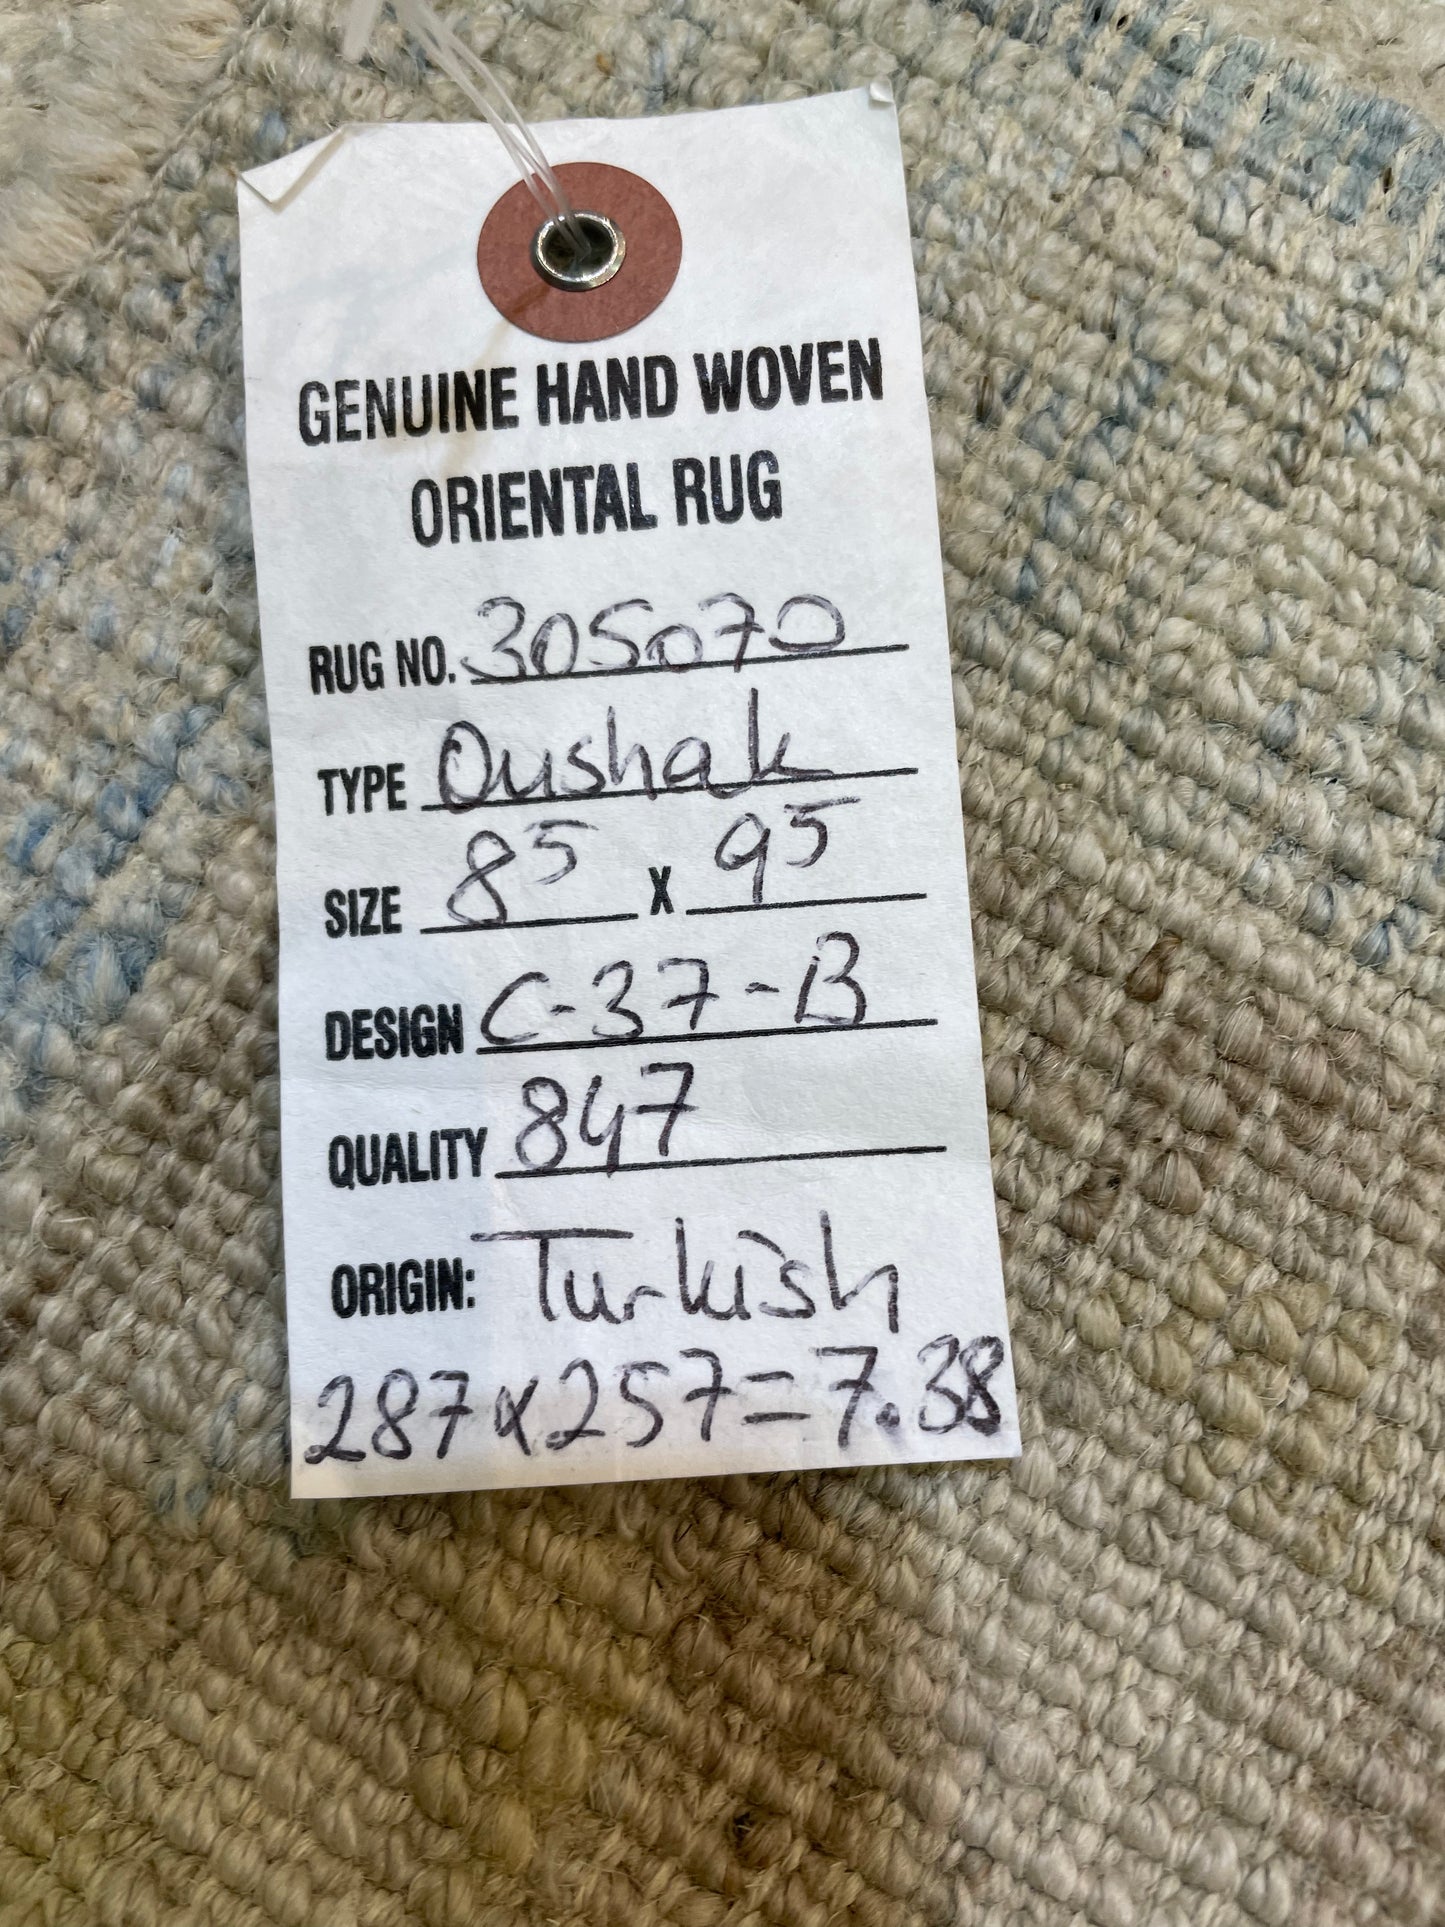 GENUINE HAND WOVEN
ORIENTAL RUG
RUG NO. 305070
TYPE Oushak
SIZE 8⁵ X 9⁵
DESIGN C-37-B
QUALITY 847
ORIGIN: Turkish
287x257=7.38